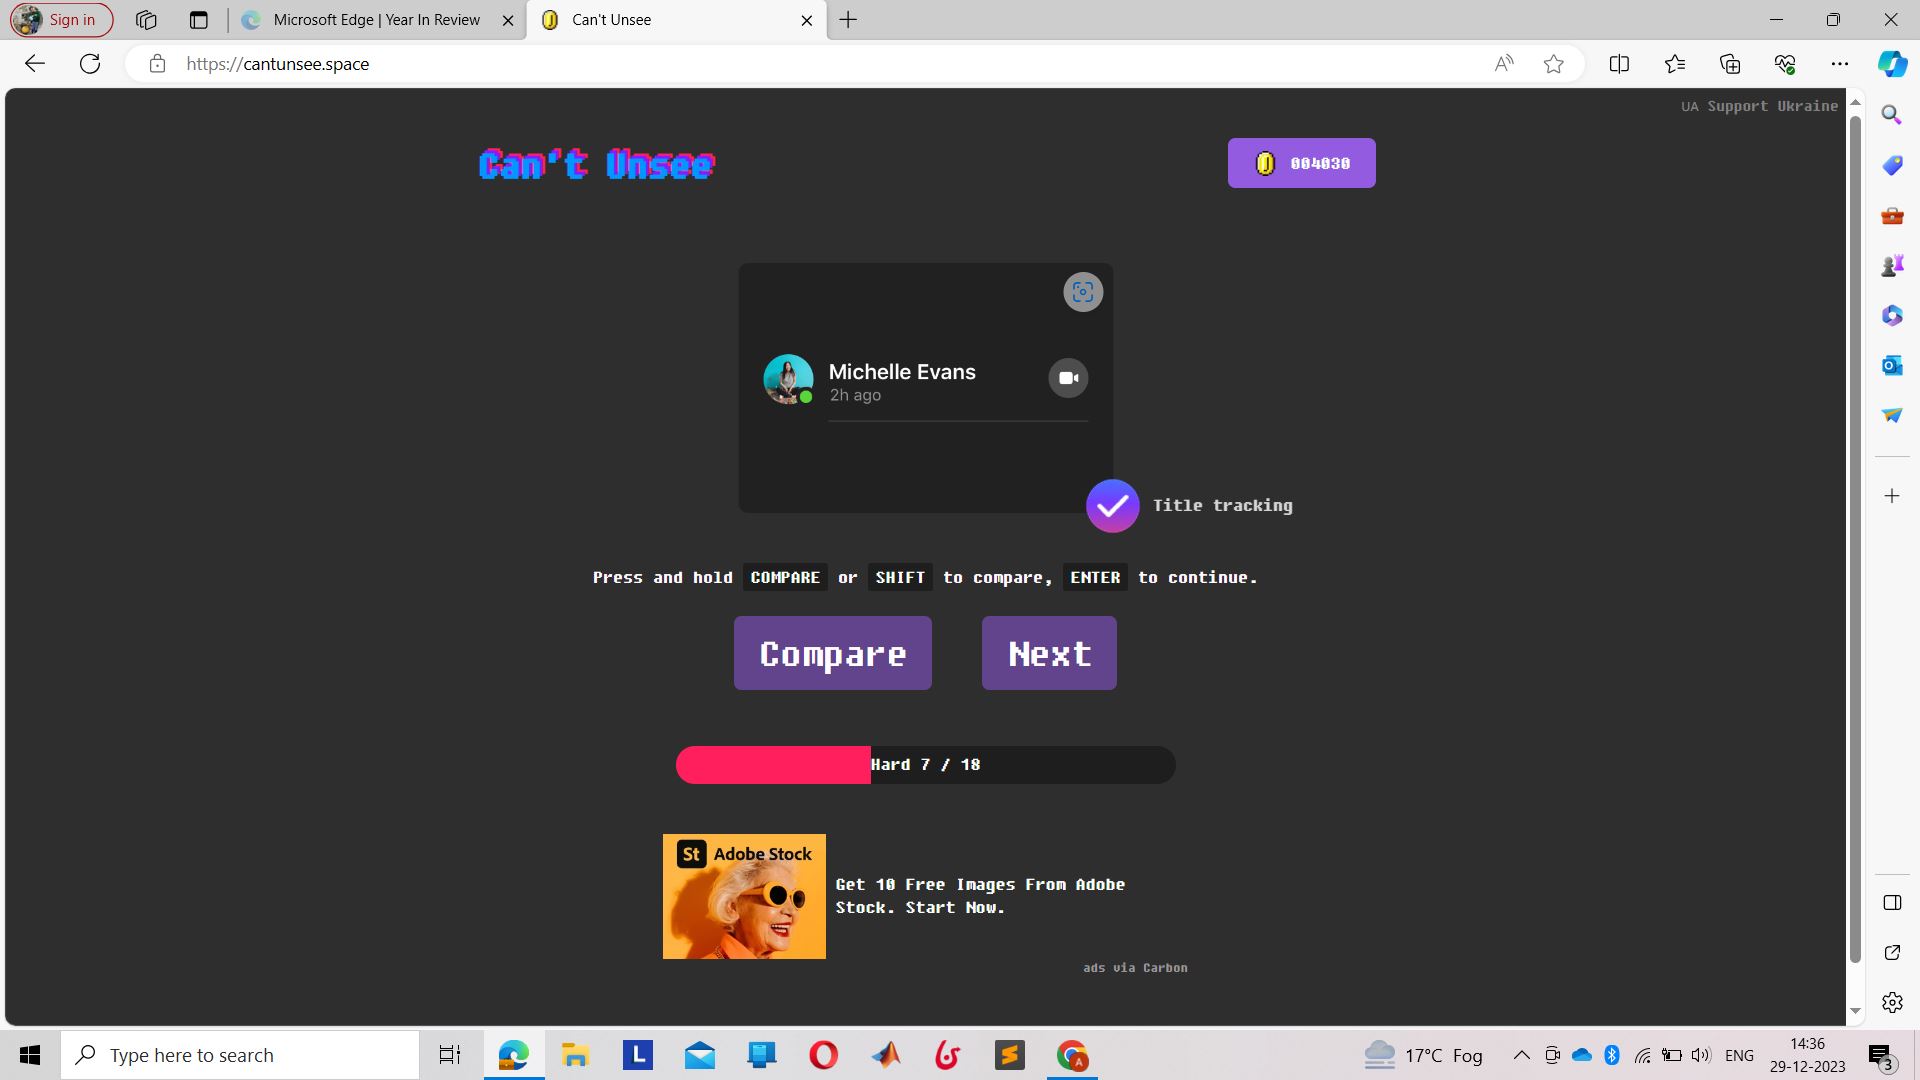 Sign in
Microsoft Edge | Year In Review
Can't Unsee
https://cantunsee.space
UA Support Ukraine
Can't Unsee
004030
Michelle Evans
2h ago
Title tracking
Press and hold COMPARE or SHIFT to compare, ENTER to continue.
Compare
Next
Hard 7 / 18
St Adobe Stock
Get 10 Free Images From Adobe
Stock. Start Now.
ads via Carbon
Type here to search
L
A
17°C Fog
ENG
14:36
29-12-2023
3